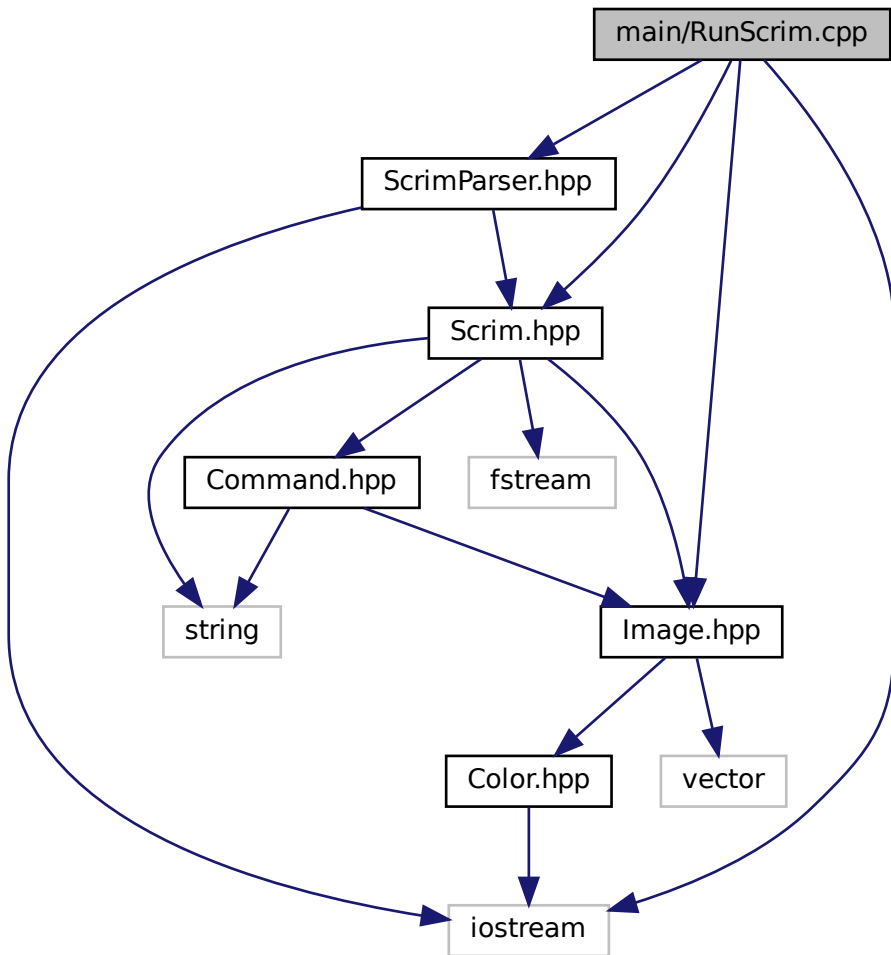 main/RunScrim.cpp
ScrimParser.hpp
Scrim.hpp
Command.hpp
fstream
string
Image.hpp
Color.hpp
vector
iostream